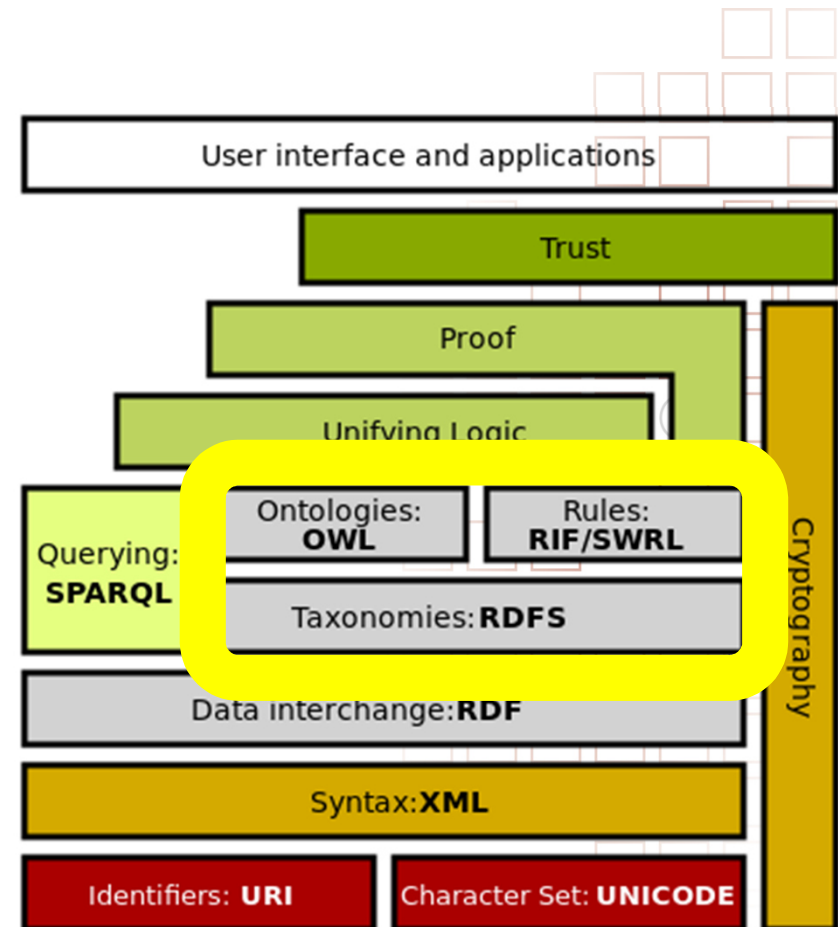 User interface and applications
Trust
Proof
Unifying Logic
Ontologies:
OWL
Rules:
RIF/SWRL
Querying:
SPARQL
Taxonomies: RDFS
Cryptography
Data interchange:RDF
Syntax:XML
Identifiers: URI
Character Set: UNICODE